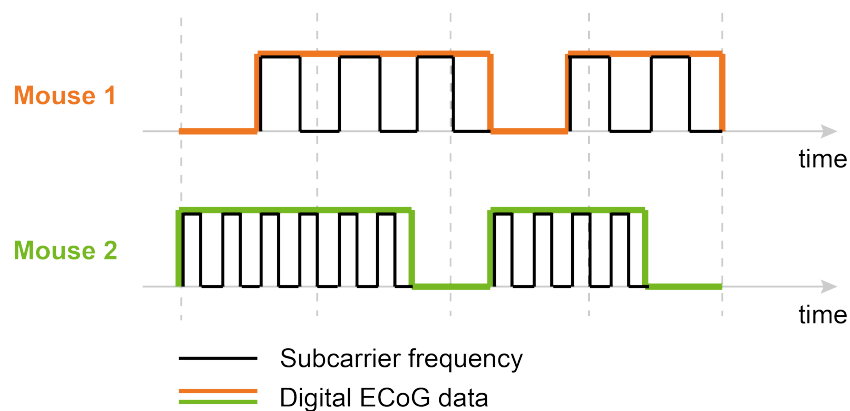 Mouse 1
time
Mouse 2
time
Subcarrier frequency
Digital ECoG data